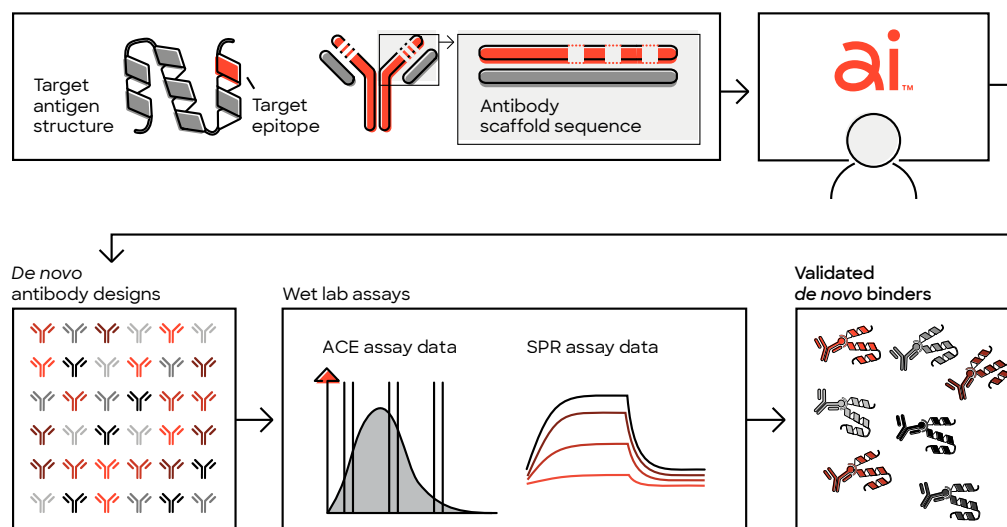 Target
antigen
structure
Target
epitope
Antibody
scaffold sequence
ai™
De novo
antibody designs
Wet lab assays
ACE assay data
SPR assay data
Validated
de novo binders